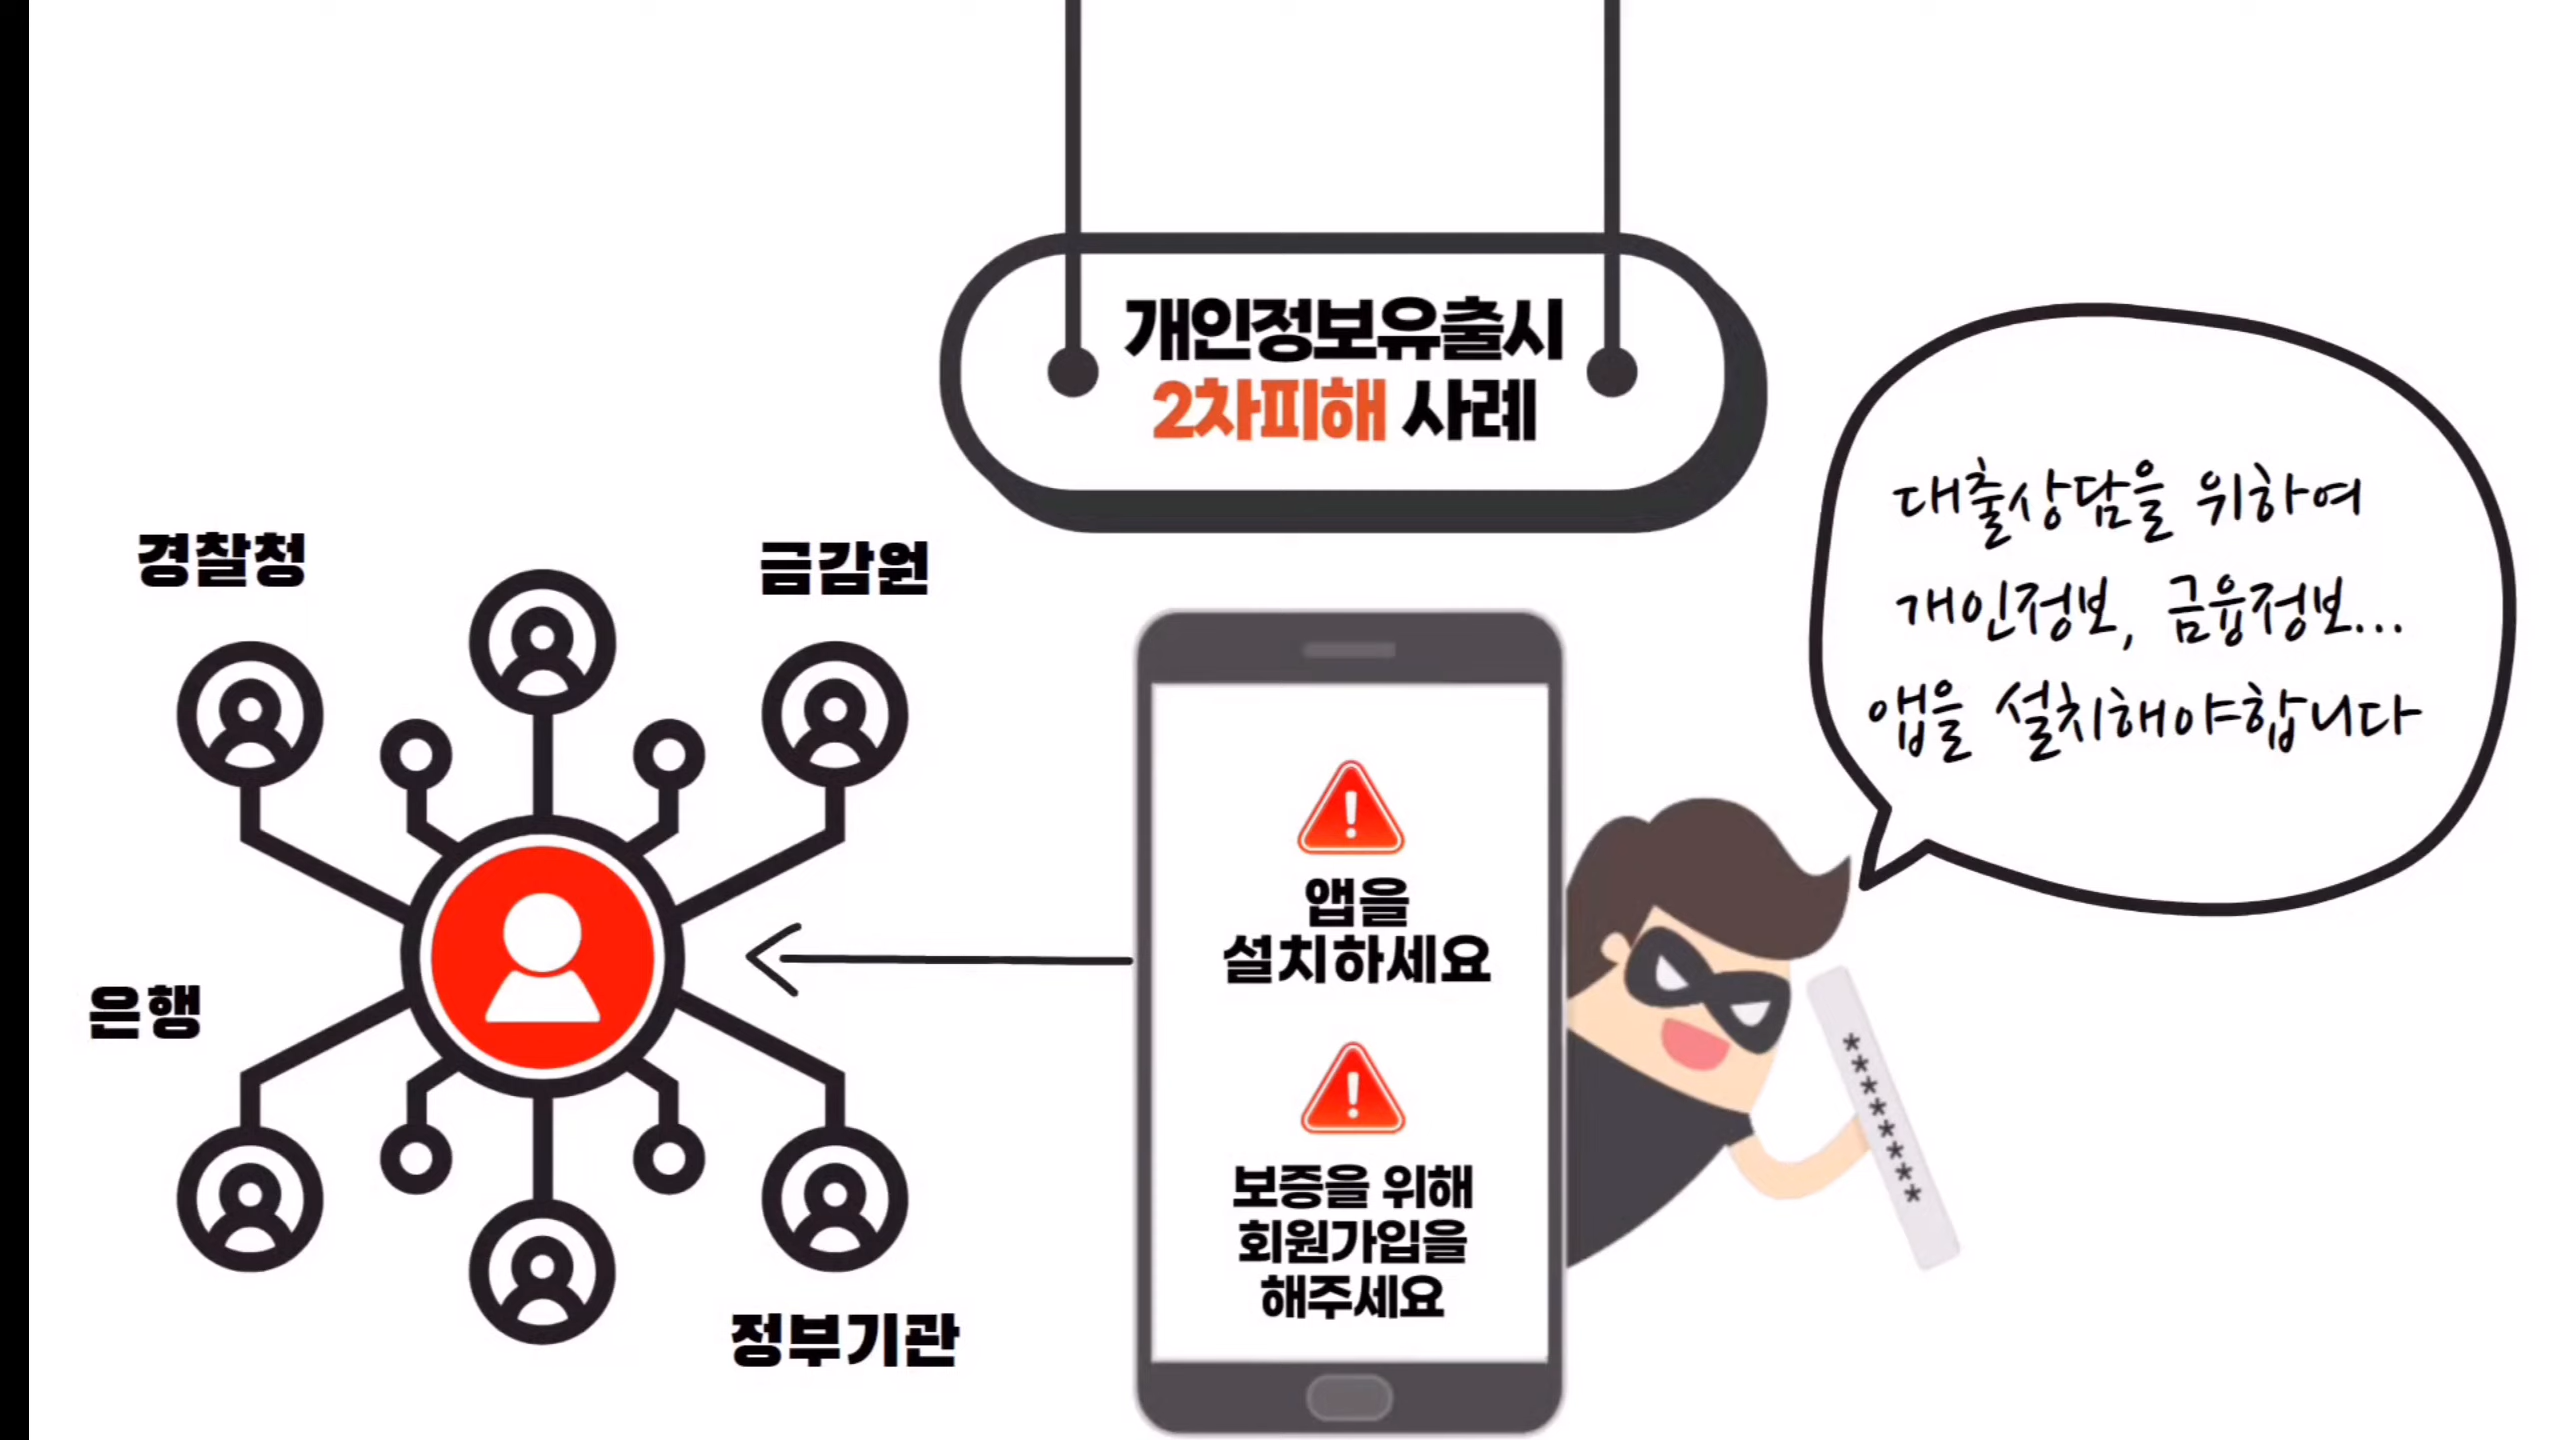 개인정보유출시
2차피해 사례
경찰청
금감원
은행
정부기관
앱을
설치하세요
보증을 위해
회원가입을
해주세요
대출상담을 위하여
개인정보, 금융정보...
앱을 설치해야합니다
********